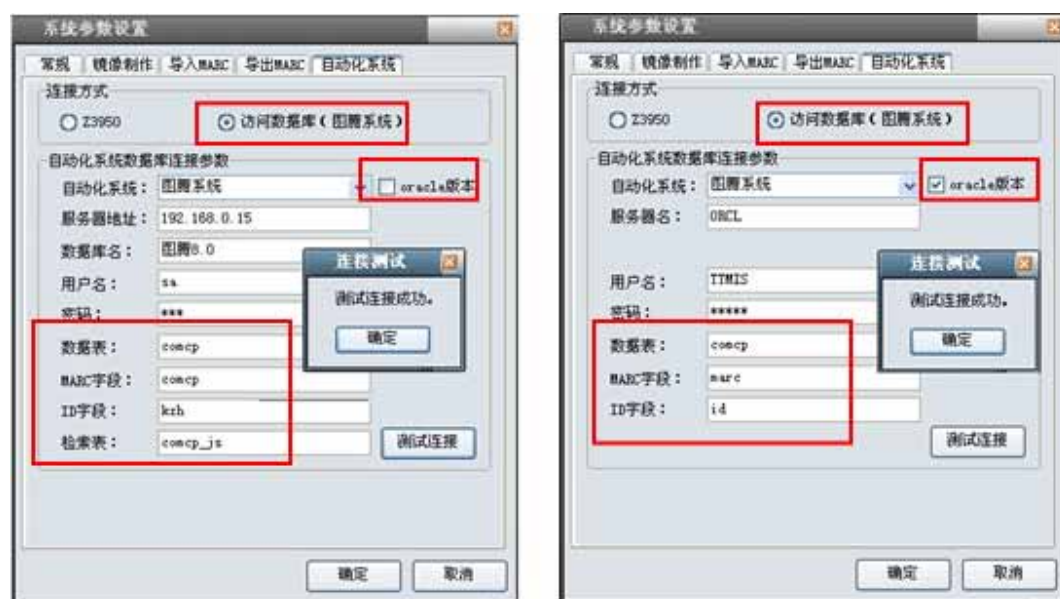 系统参数设置
常规 镜像制作 导入MARC 导出MARC 自动化系统
连接方式
Z3950 访问数据库(图腾系统)
自动化系统数据库连接参数
自动化系统: 图腾系统 oracle版本
服务器地址: 192.168.0.15
数据库名: 图腾8.0
用户名: sa
密码: ***
数据表: comcp
MARC字段: comcp
ID字段: kzh
检索表: comcp_js
测试连接
连接测试
测试连接成功。
确定
确定 取消
系统参数设置
常规 镜像制作 导入MARC 导出MARC 自动化系统
连接方式
Z3950 访问数据库(图腾系统)
自动化系统数据库连接参数
自动化系统: 图腾系统 oracle版本
服务器名: ORCL
用户名: TTMIS
密码: *****
数据表: comcp
MARC字段: marc
ID字段: id
测试连接
连接测试
测试连接成功。
确定
确定 取消